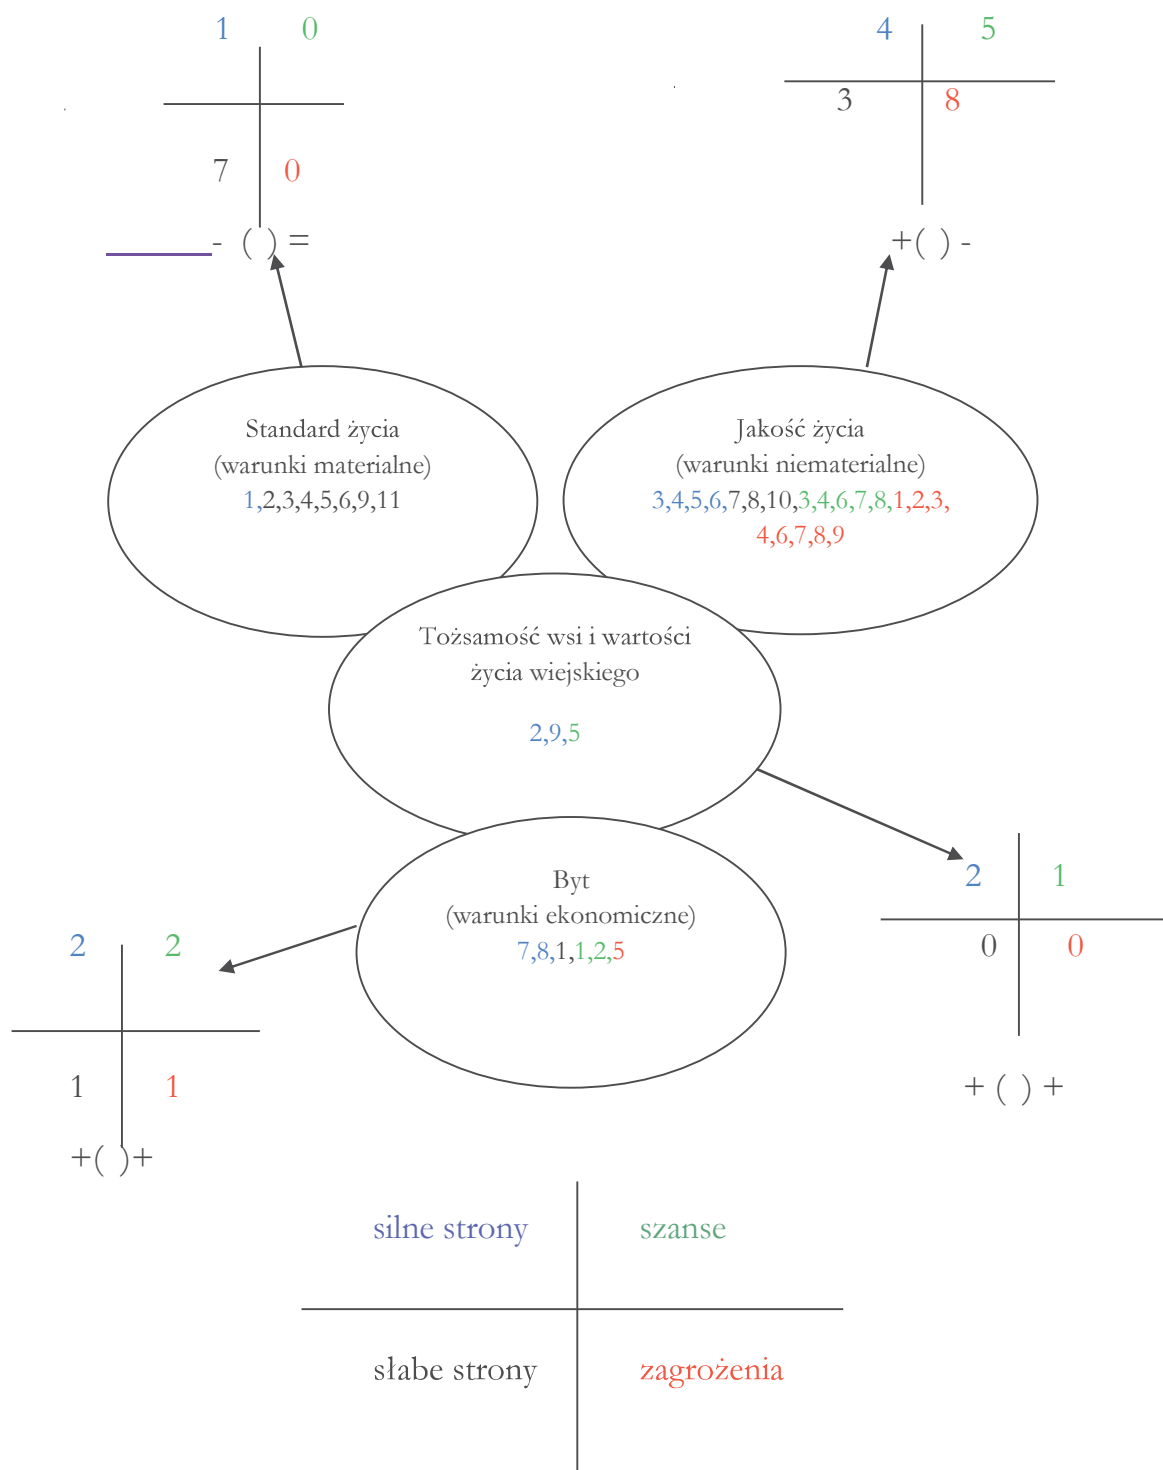 1 0
7 0
- ( ) =
4 5
3 8
+( ) -
Standard życia
(warunki materialne)
1,2,3,4,5,6,9,11
Jakość życia
(warunki niematerialne)
3,4,5,6,7,8,10,3,4,6,7,8,1,2,3,
4,6,7,8,9
Tożsamość wsi i wartości
życia wiejskiego
2,9,5
Byt
(warunki ekonomiczne)
7,8,1,1,2,5
2 1
0 0
+ ( ) +
2 2
1 1
+( )+
silne strony szanse
słabe strony zagrożenia